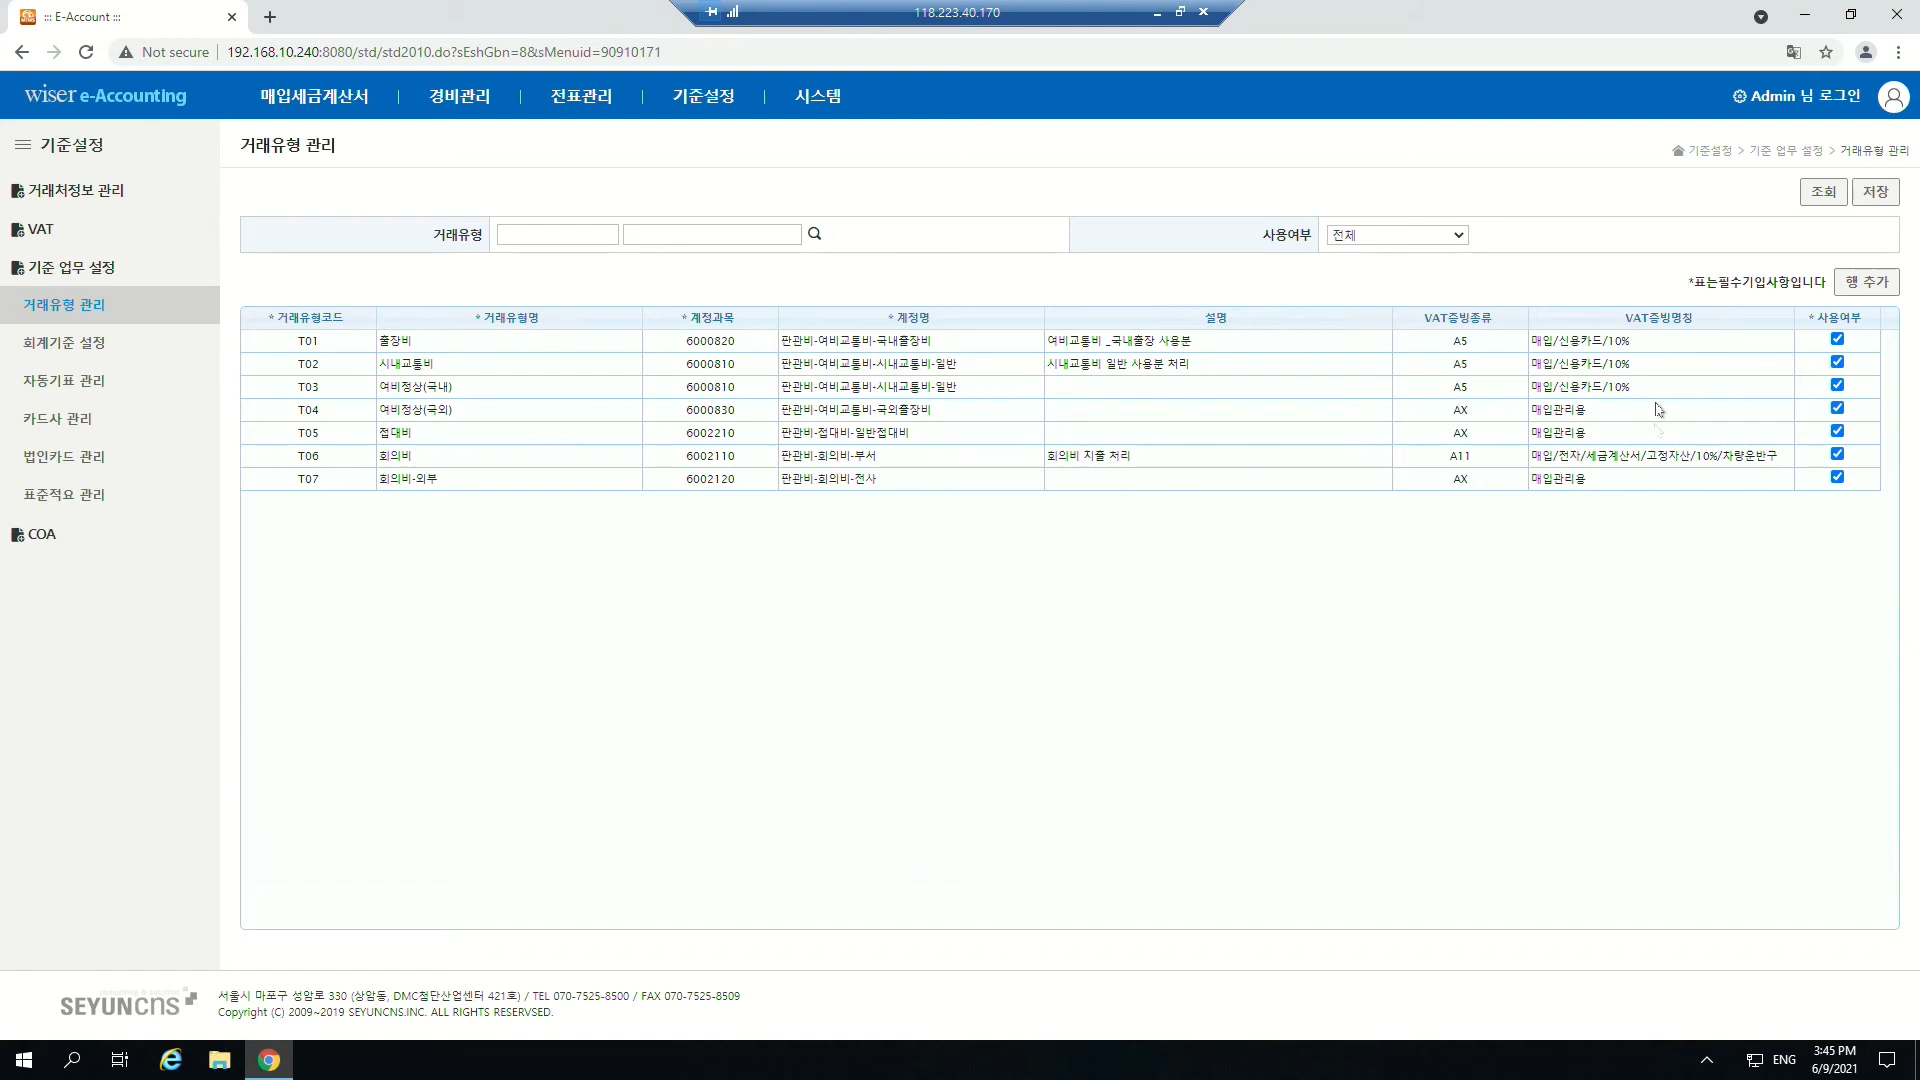 ::: E-Account :::
118.223.40.170
Not secure
192.168.10.240:8080/std/std2010.do?sEshGbn=8&sMenuid=90910171
wiser e-Accounting
매입세금계산서 | 경비관리 | 전표관리 | 기준설정 | 시스템
Admin 님 로그인
기준설정
거래처정보 관리
VAT
기준 업무 설정
거래유형 관리
회계기준 설정
자동기표 관리
카드사 관리
법인카드 관리
표준적요 관리
COA
거래유형 관리
기준설정 > 기준 업무 설정 > 거래유형 관리
조회 저장
거래유형 사용여부 전체
*표는필수기입사항입니다 행 추가
* 거래유형코드 * 거래유형명 * 계정과목 * 계정명 설명 VAT증빙종류 VAT증빙명칭 * 사용여부
T01 출장비 6000820 판관비-여비교통비-국내출장비 여비교통비 _국내출장 사용분 A5 매입/신용카드/10%
T02 시내교통비 6000810 판관비-여비교통비-시내교통비-일반 시내교통비 일반 사용분 처리 A5 매입/신용카드/10%
T03 여비정상(국내) 6000810 판관비-여비교통비-시내교통비-일반 A5 매입/신용카드/10%
T04 여비정상(국외) 6000830 판관비-여비교통비-국외출장비 AX 매입관리용
T05 접대비 6002210 판관비-접대비-일반접대비 AX 매입관리용
T06 회의비 6002110 판관비-회의비-부서 회의비 지출 처리 A11 매입/전자/세금계산서/고정자산/10%/차량운반구
T07 회의비-외부 6002120 판관비-회의비-전사 AX 매입관리용
SEYUNCNS
서울시 마포구 성암로 330 (상암동, DMC첨단산업센터 421호) / TEL 070-7525-8500 / FAX 070-7525-8509
Copyright (C) 2009~2019 SEYUNCNS.INC. ALL RIGHTS RESERVSED.
ENG
3:45 PM
6/9/2021